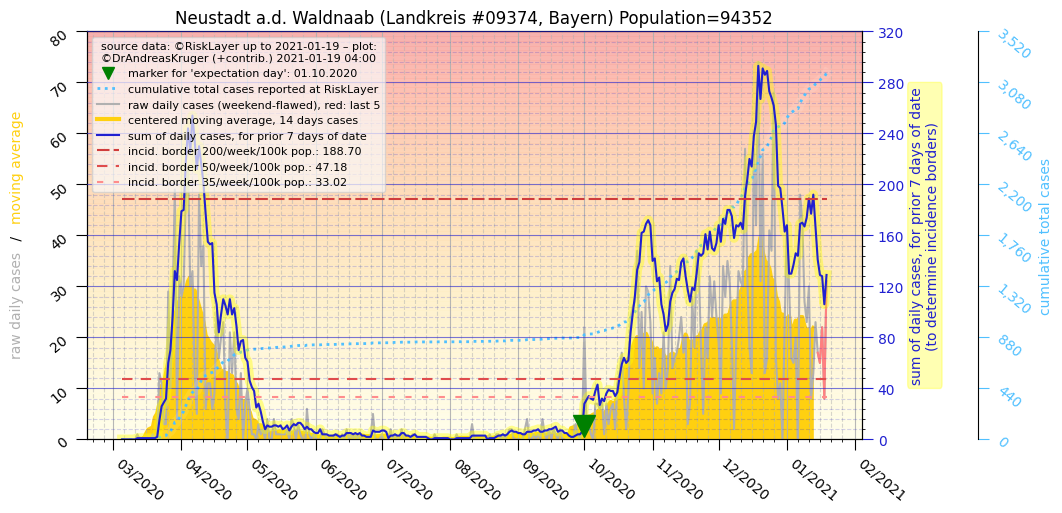 Neustadt a.d. Waldnaab (Landkreis #09374, Bayern) Population=94352
source data: ©RiskLayer up to 2021-01-19 – plot:
©DrAndreasKruger (+contrib.) 2021-01-19 04:00
marker for 'expectation day': 01.10.2020
cumulative total cases reported at RiskLayer
raw daily cases (weekend-flawed), red: last 5
centered moving average, 14 days cases
sum of daily cases, for prior 7 days of date
incid. border 200/week/100k pop.: 188.70
incid. border 50/week/100k pop.: 47.18
incid. border 35/week/100k pop.: 33.02
raw daily cases / moving average
80
70
60
50
40
30
20
10
0
320
280
240
200
160
120
80
40
0
sum of daily cases, for prior 7 days of date
(to determine incidence borders)
3,520
3,080
2,640
2,200
1,760
1,320
880
440
0
cumulative total cases
03/2020
04/2020
05/2020
06/2020
07/2020
08/2020
09/2020
10/2020
11/2020
12/2020
01/2021
02/2021